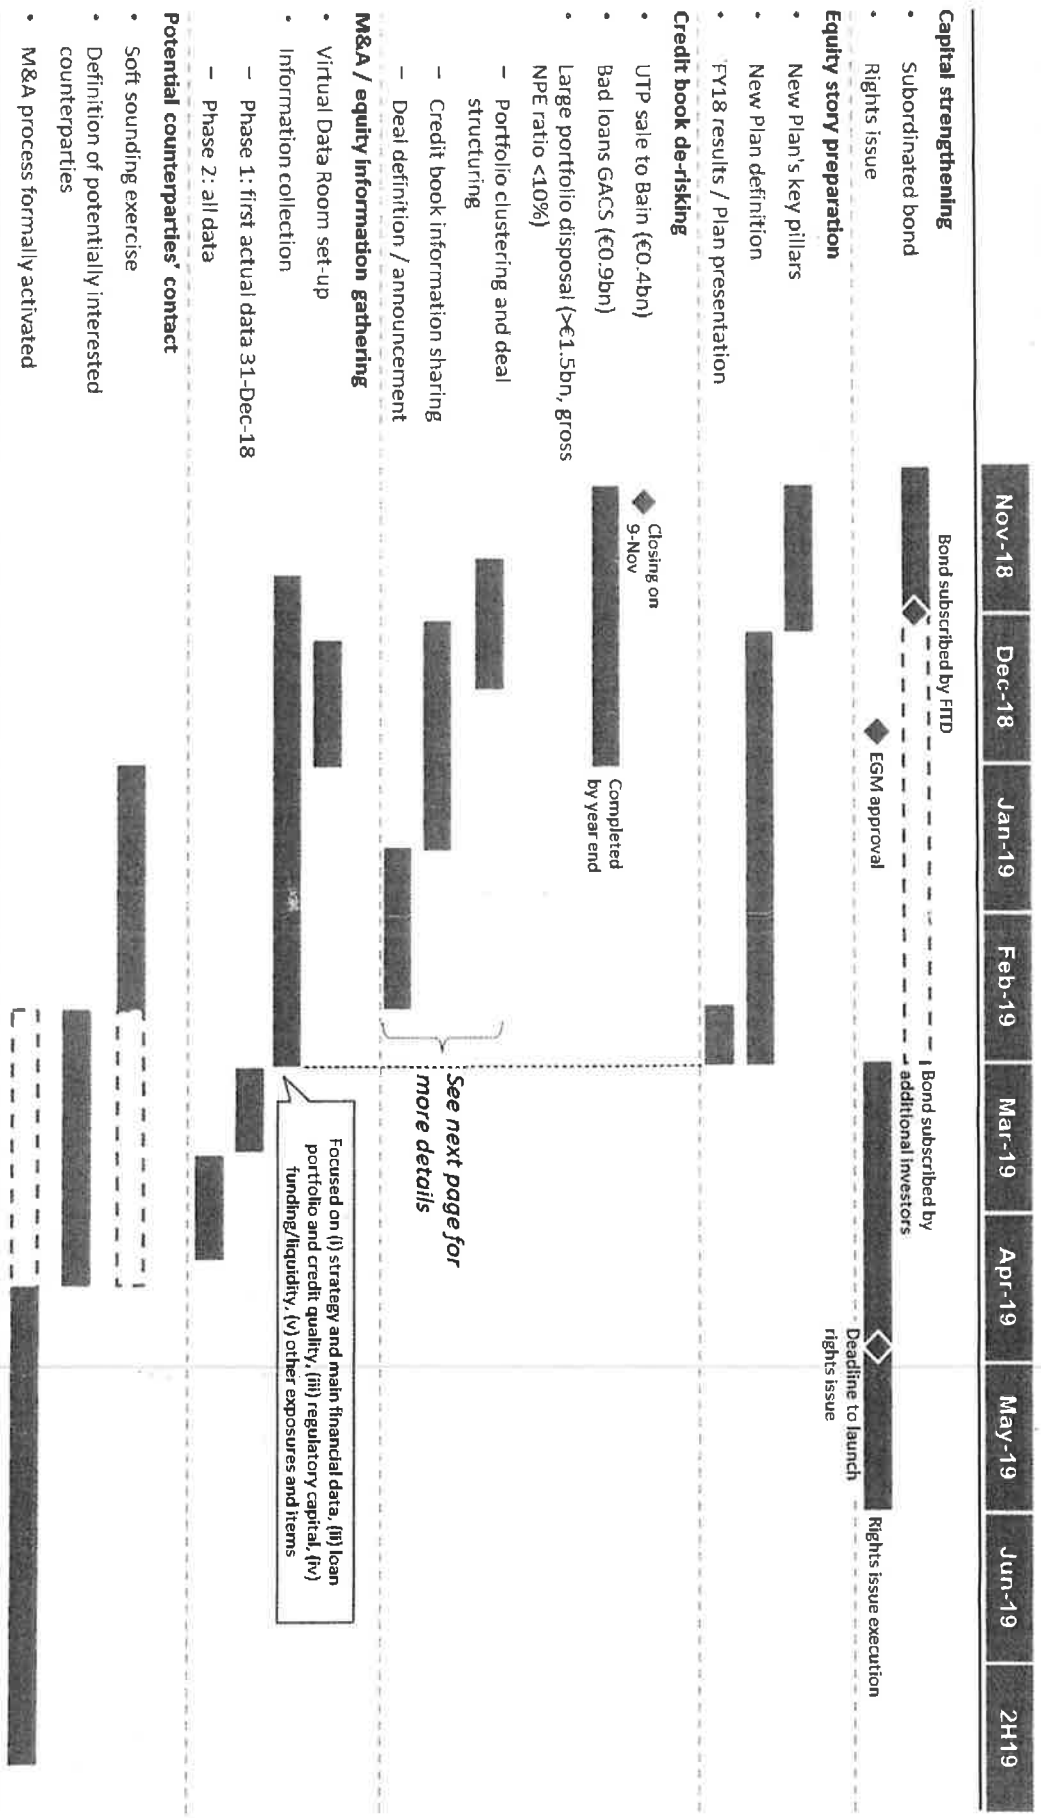 Nov-18 Dec-18 Jan-19 Feb-19 Mar-19 Apr-19 May-19 Jun-19 2H19
Capital strengthening
Bond subscribed by FITD
• Subordinated bond
Bond subscribed by
additional investors
• Rights issue
EGM approval
Rights issue execution
Deadline to launch
rights issue
Equity story preparation
• New Plan's key pillars
• New Plan definition
• FY18 results / Plan presentation
Credit book de-risking
• UTP sale to Bain (€0.4bn)
Closing on
9-Nov
• Bad loans GACS (€0.9bn)
Completed
by year end
• Large portfolio disposal (>€1.5bn, gross
NPE ratio <10%)
– Portfolio clustering and deal
structuring
– Credit book information sharing
– Deal definition / announcement
See next page for
more details
M&A / equity information gathering
• Virtual Data Room set-up
• Information collection
– Phase 1: first actual data 31-Dec-18
– Phase 2: all data
Focused on (i) strategy and main financial data, (ii) loan
portfolio and credit quality, (iii) regulatory capital, (iv)
funding/liquidity, (v) other exposures and items
Potential counterparties' contact
• Soft sounding exercise
• Definition of potentially interested
counterparties
• M&A process formally activated